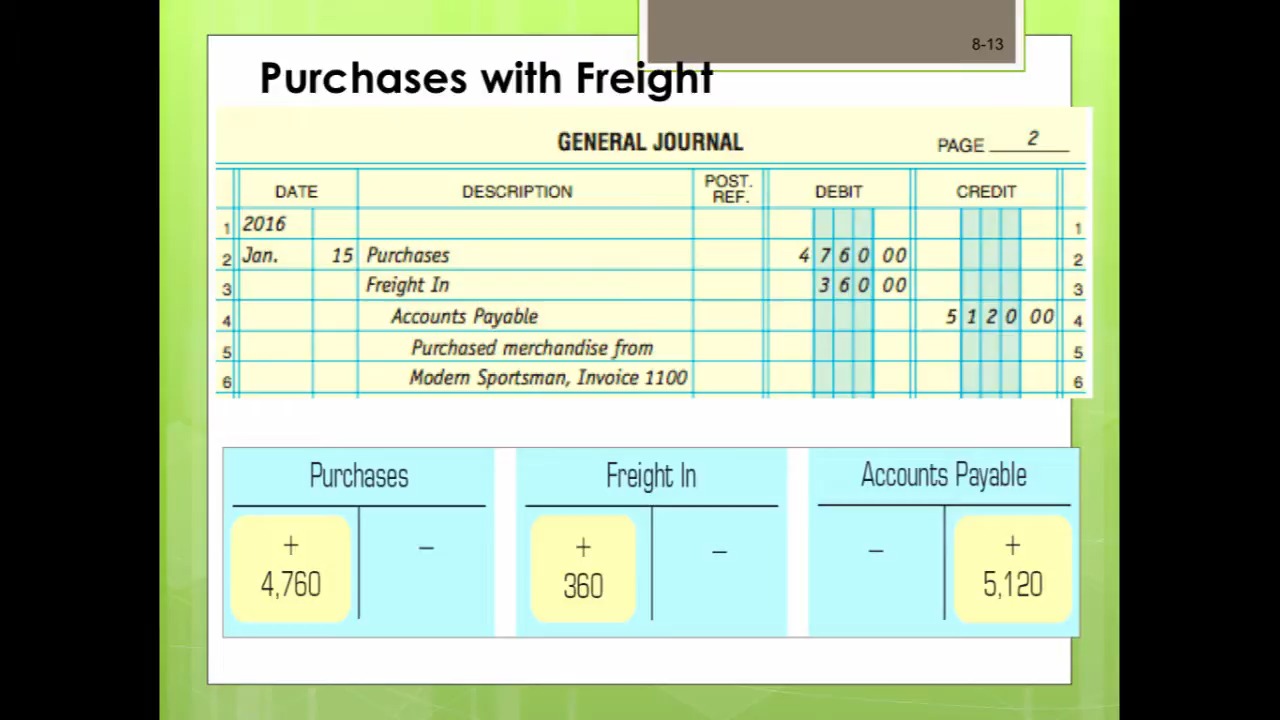 8-13
Purchases with Freight
GENERAL JOURNAL PAGE 2
DATE DESCRIPTION POST. REF. DEBIT CREDIT
1 2016 1
2 Jan. 15 Purchases 4 7 6 0 00 2
3 Freight In 3 6 0 00 3
4 Accounts Payable 5 1 2 0 00 4
5 Purchased merchandise from 5
6 Modern Sportsman, Invoice 1100 6
Purchases Freight In Accounts Payable
+ – + – – +
4,760 360 5,120